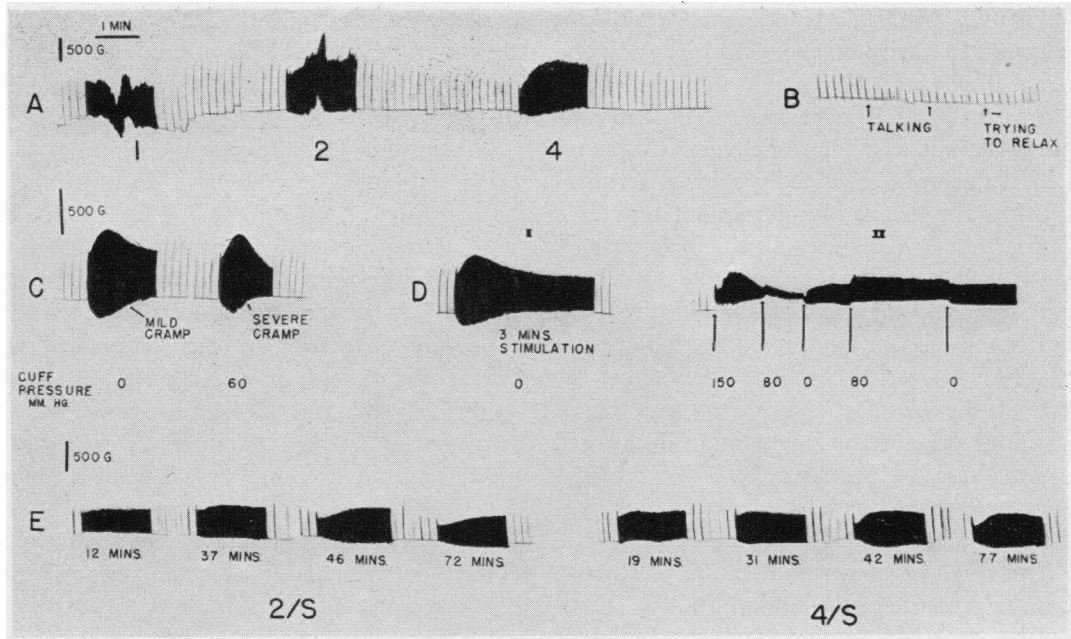 1 MIN
500 G.
A
1
2
4
B
TALKING
TRYING
TO RELAX
500 G.
C
MILD
CRAMP
SEVERE
CRAMP
D
I
3 MINS.
STIMULATION
II
CUFF
PRESSURE
MM. HG.
0
60
0
150
80
0
80
0
500 G.
E
12 MINS.
37 MINS.
46 MINS.
72 MINS.
19 MINS.
31 MINS.
42 MINS.
77 MINS.
2/S
4/S